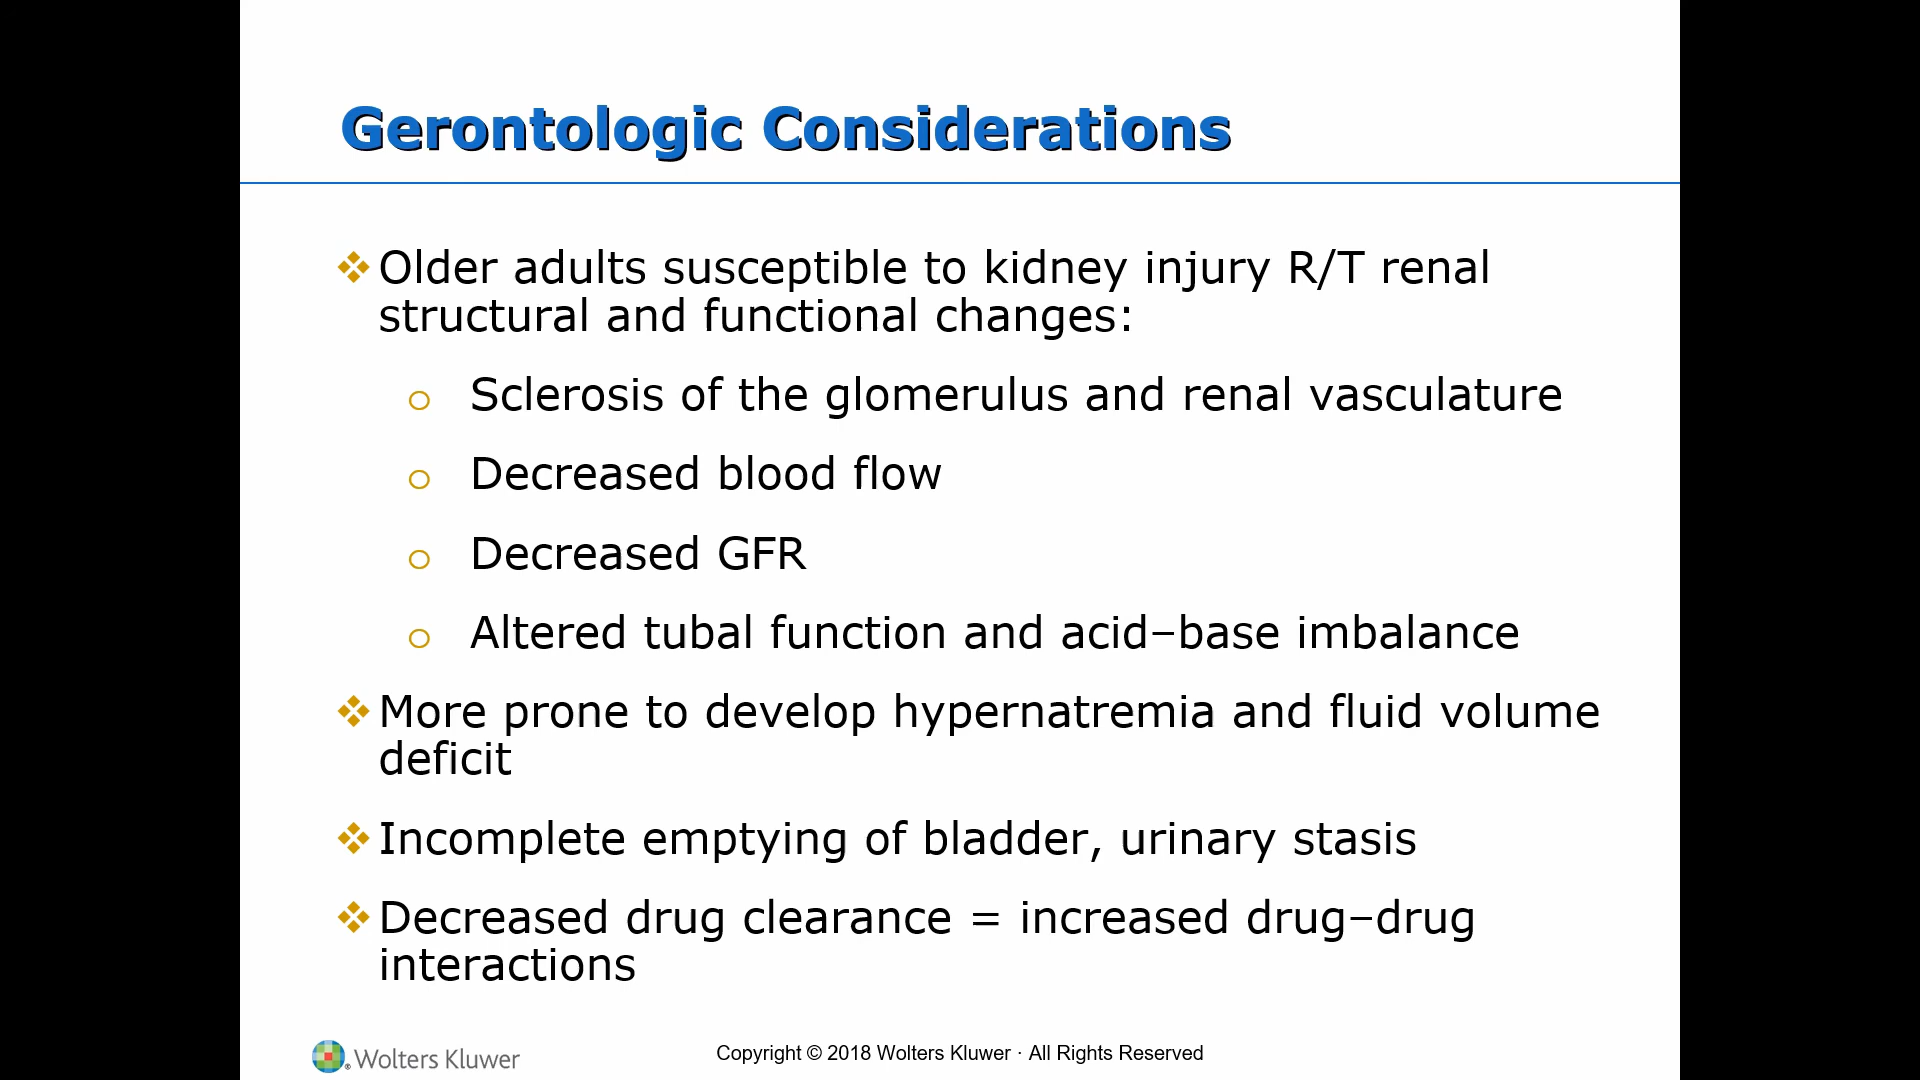 Gerontologic Considerations
Older adults susceptible to kidney injury R/T renal
structural and functional changes:
Sclerosis of the glomerulus and renal vasculature
Decreased blood flow
Decreased GFR
Altered tubal function and acid–base imbalance
More prone to develop hypernatremia and fluid volume
deficit
Incomplete emptying of bladder, urinary stasis
Decreased drug clearance = increased drug–drug
interactions
Wolters Kluwer
Copyright © 2018 Wolters Kluwer · All Rights Reserved